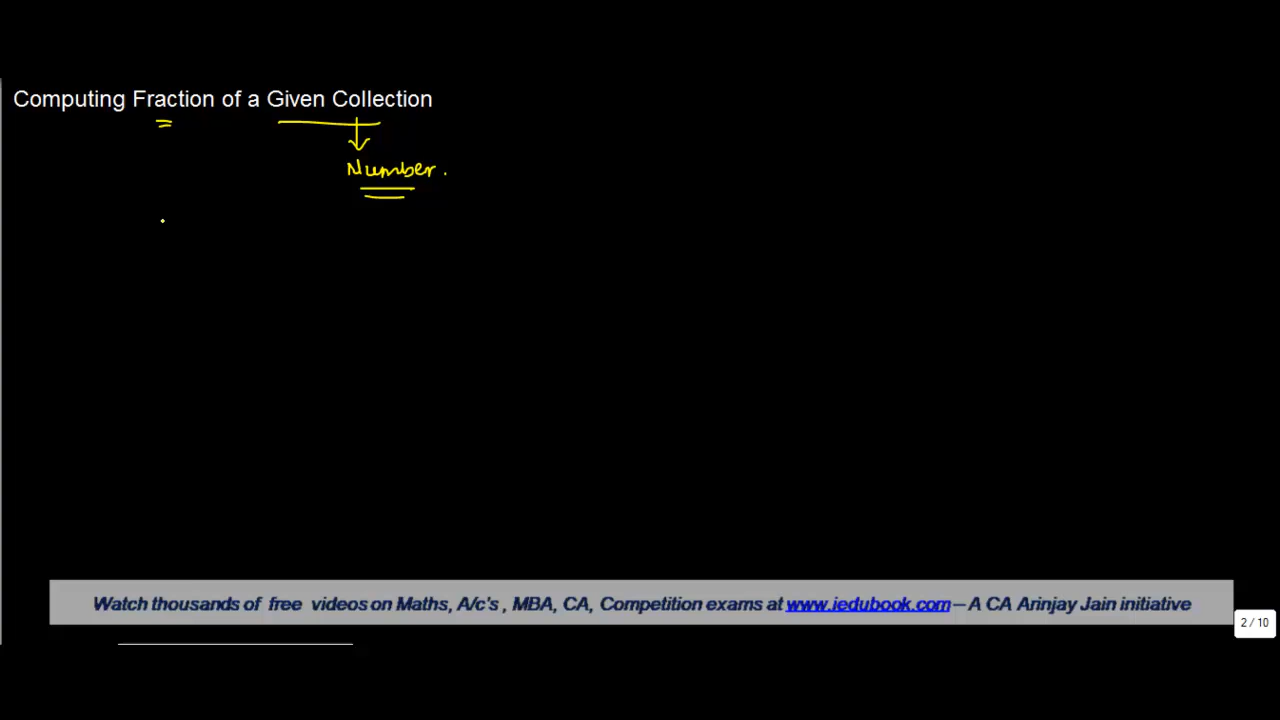 Computing Fraction of a Given Collection
Number.
Watch thousands of free videos on Maths, A/c's , MBA, CA, Competition exams at www.iedubook.com – A CA Arinjay Jain initiative
2 / 10